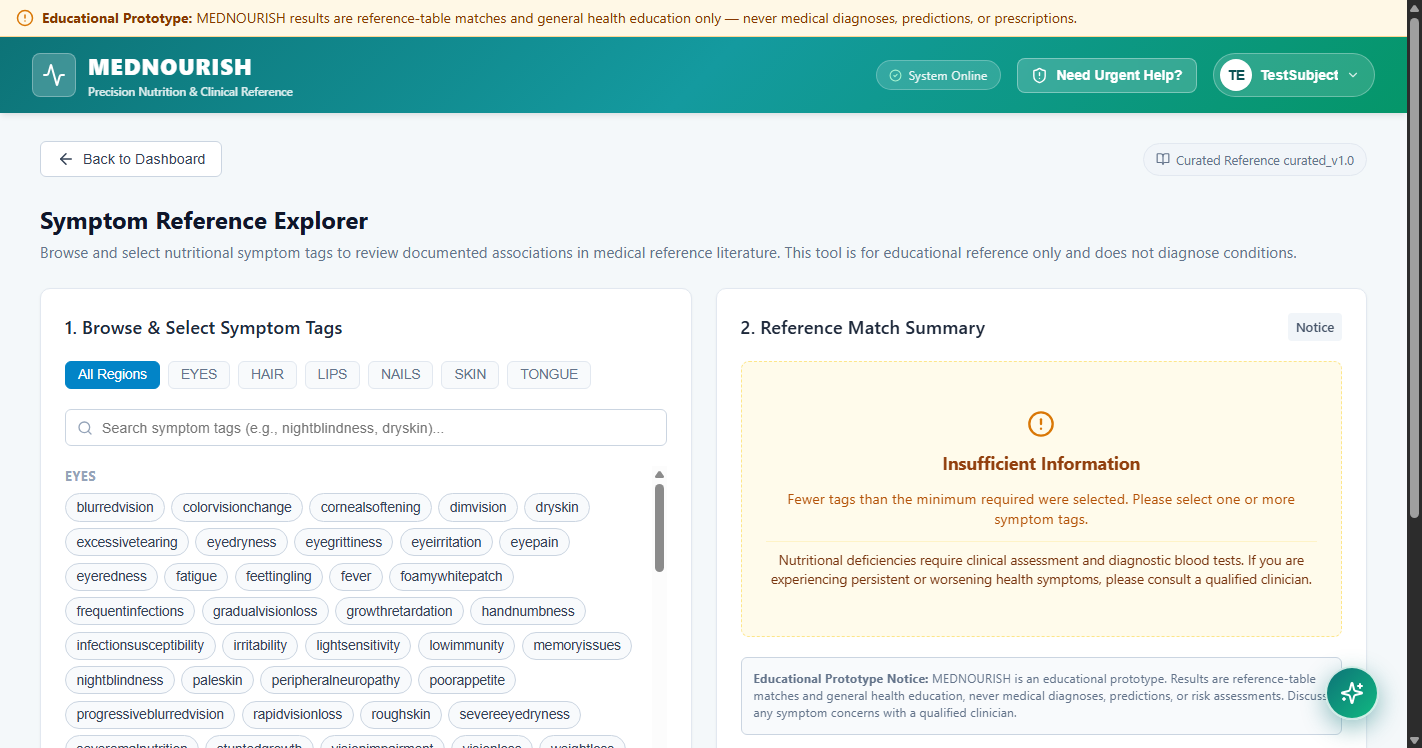 Educational Prototype: MEDNOURISH results are reference-table matches and general health education only — never medical diagnoses, predictions, or prescriptions.
MEDNOURISH
Precision Nutrition & Clinical Reference
System Online
Need Urgent Help?
TE
TestSubject
Back to Dashboard
Curated Reference curated_v1.0
Symptom Reference Explorer
Browse and select nutritional symptom tags to review documented associations in medical reference literature. This tool is for educational reference only and does not diagnose conditions.
1. Browse & Select Symptom Tags
All Regions EYES HAIR LIPS NAILS SKIN TONGUE
Search symptom tags (e.g., nightblindness, dryskin)...
EYES
blurredvision colorvisionchange cornealsoftening dimvision dryskin
excessivetearing eyedryness eyegrittiness eyeirritation eyepain
eyeredness fatigue feettingling fever foamywhitepatch
frequentinfections gradualvisionloss growthretardation handnumbness
infectionsusceptibility irritability lightsensitivity lowimmunity memoryissues
nightblindness paleskin peripheralneuropathy poorappetite
progressiveblurredvision rapidvisionloss roughskin severeeyedryness
severemalnutrition stuntedgrowth visionimpairment visionloss weightloss
2. Reference Match Summary
Notice
Insufficient Information
Fewer tags than the minimum required were selected. Please select one or more
symptom tags.
Nutritional deficiencies require clinical assessment and diagnostic blood tests. If you are
experiencing persistent or worsening health symptoms, please consult a qualified clinician.
Educational Prototype Notice: MEDNOURISH is an educational prototype. Results are reference-table
matches and general health education, never medical diagnoses, predictions, or risk assessments. Discuss
any symptom concerns with a qualified clinician.